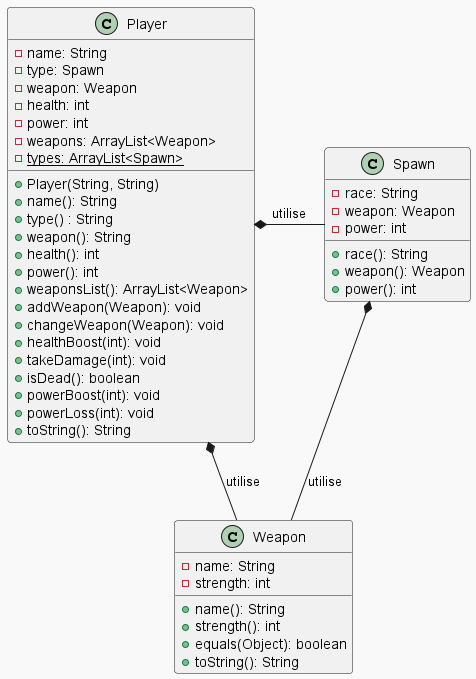 C Player
name: String
type: Spawn
weapon: Weapon
health: int
power: int
weapons: ArrayList<Weapon>
types: ArrayList<Spawn>
Player(String, String)
name(): String
type() : String
weapon(): String
health(): int
power(): int
weaponsList(): ArrayList<Weapon>
addWeapon(Weapon): void
changeWeapon(Weapon): void
healthBoost(int): void
takeDamage(int): void
isDead(): boolean
powerBoost(int): void
powerLoss(int): void
toString(): String
utilise
C Spawn
race: String
weapon: Weapon
power: int
race(): String
weapon(): Weapon
power(): int
utilise
utilise
C Weapon
name: String
strength: int
name(): String
strength(): int
equals(Object): boolean
toString(): String